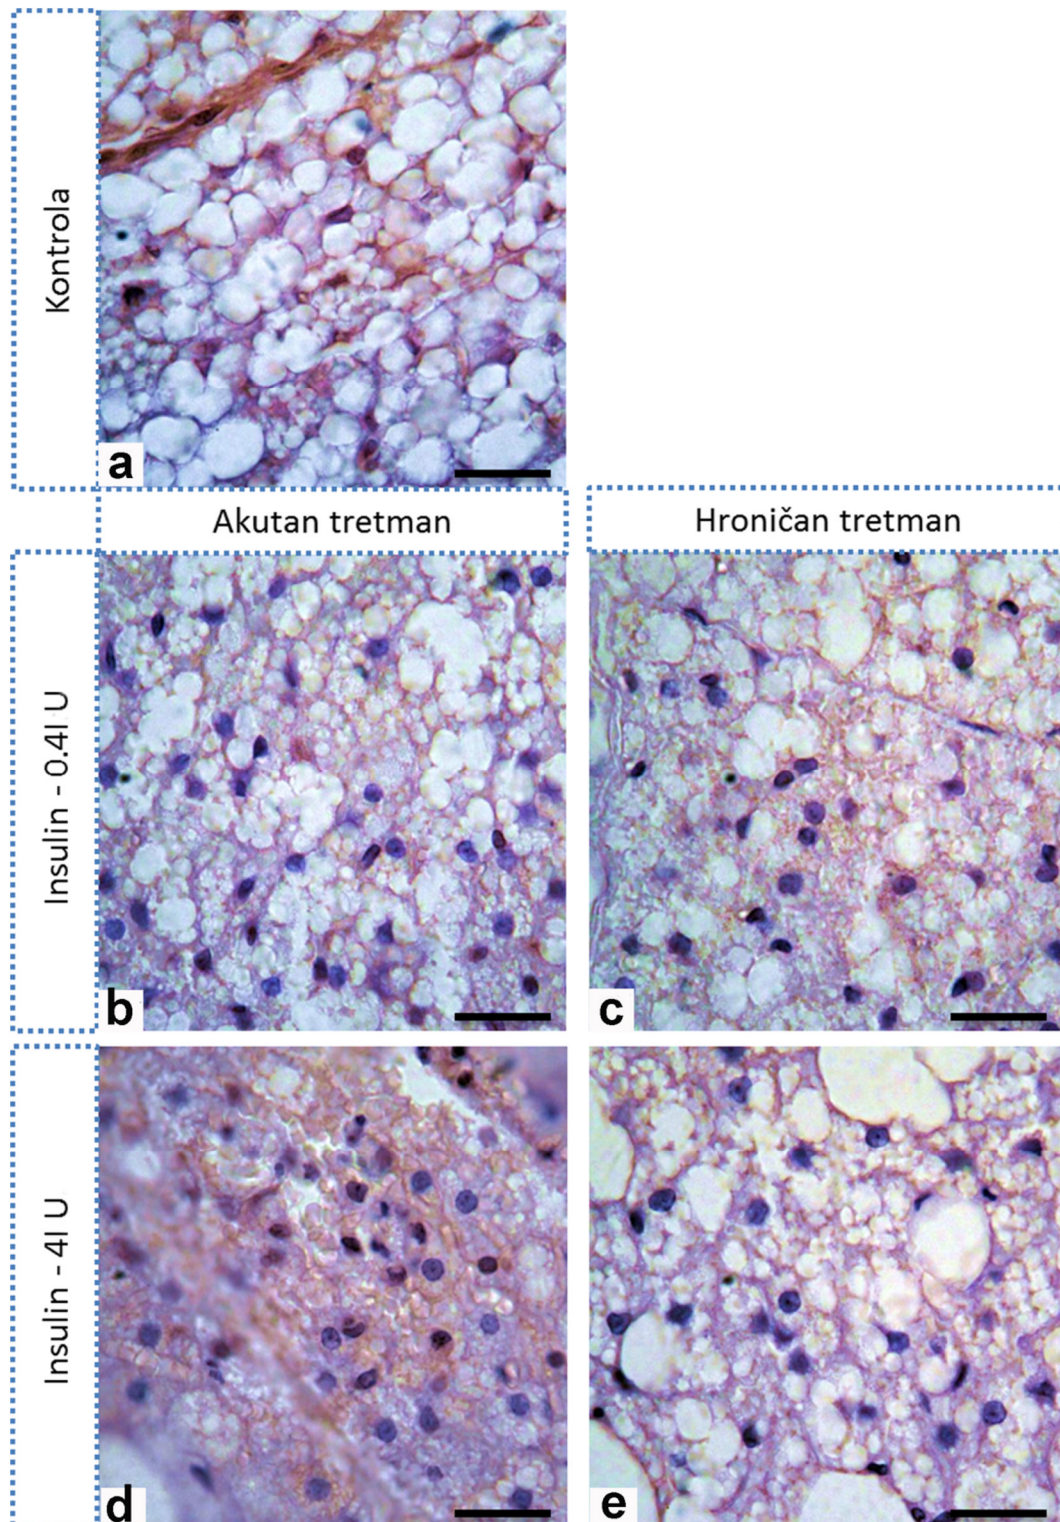 Kontrola
a
Akutan tretman
Hroničan tretman
Insulin - 0.4I U
b
c
Insulin - 4I U
d
e